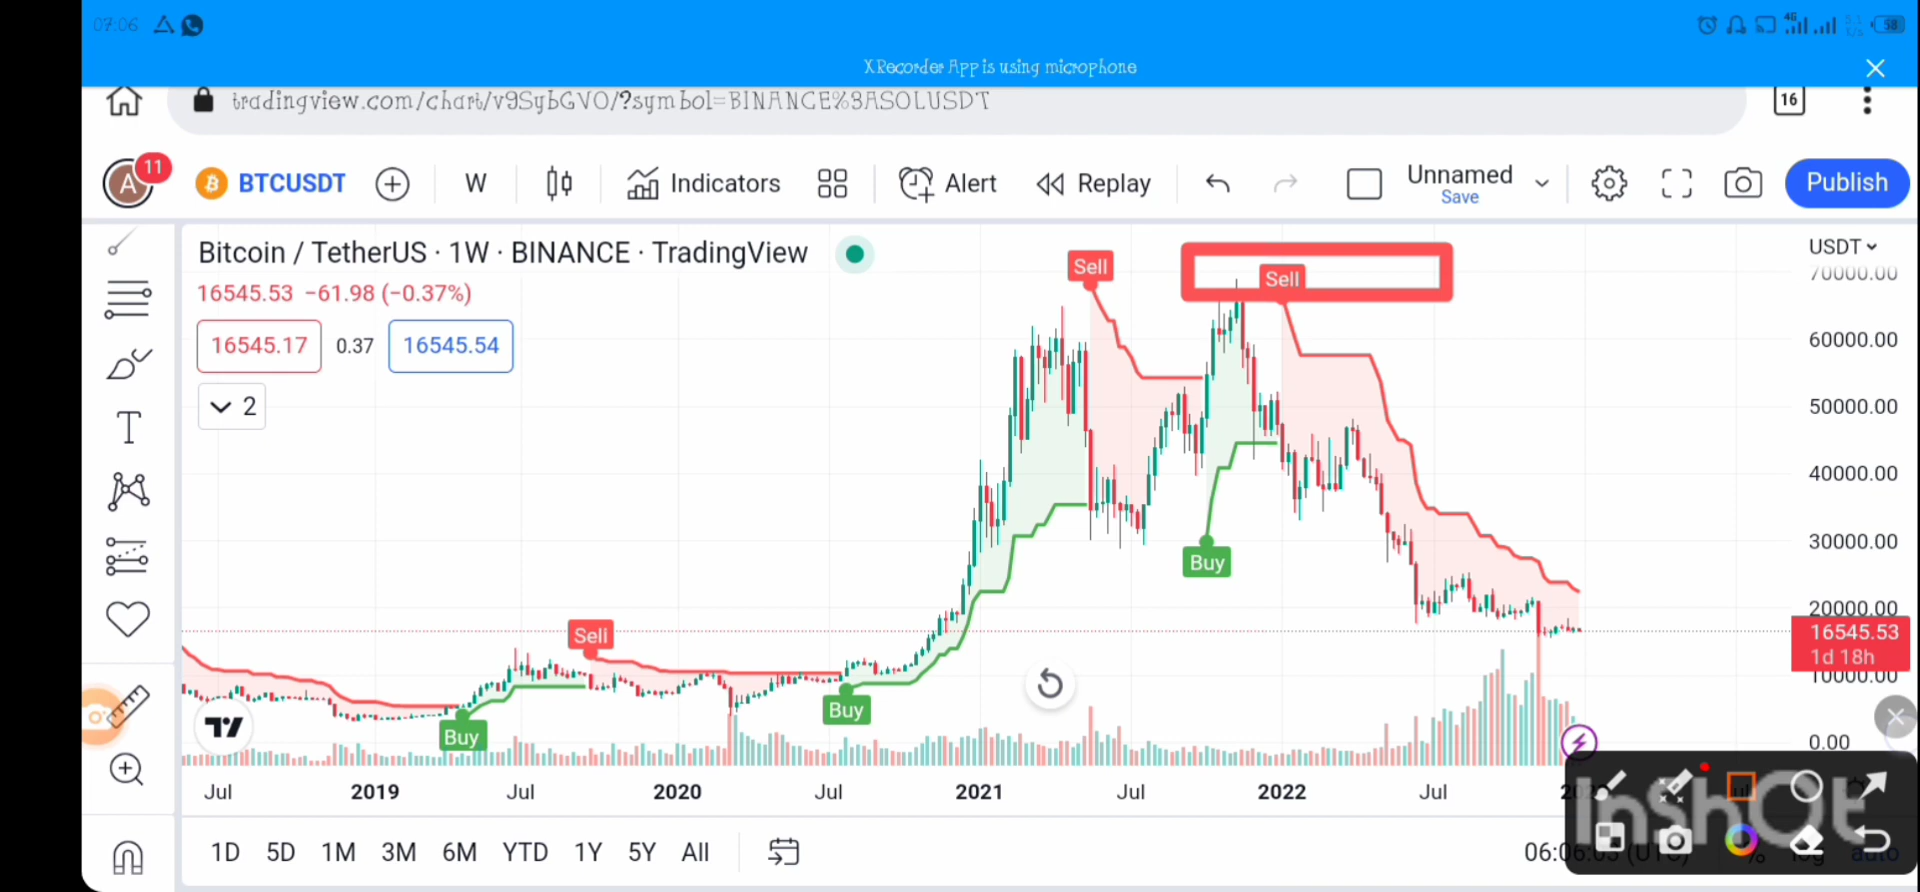 07:06
58
XRecorder App is using microphone
tradingview.com/chart/v9SybGVO/?symbol=BINANCE%3ASOLUSDT
16
A 11 BTCUSDT W Indicators Alert Replay Unnamed Save Publish
Bitcoin / TetherUS · 1W · BINANCE · TradingView
USDT
16545.53 −61.98 (−0.37%)
16545.17 0.37 16545.54
2
70000.00
60000.00
50000.00
40000.00
30000.00
20000.00
16545.53
1d 18h
10000.00
0.00
Sell
Sell
Buy
Sell
Buy
Buy
Jul 2019 Jul 2020 Jul 2021 Jul 2022 Jul
InShOt
1D 5D 1M 3M 6M YTD 1Y 5Y All
auto